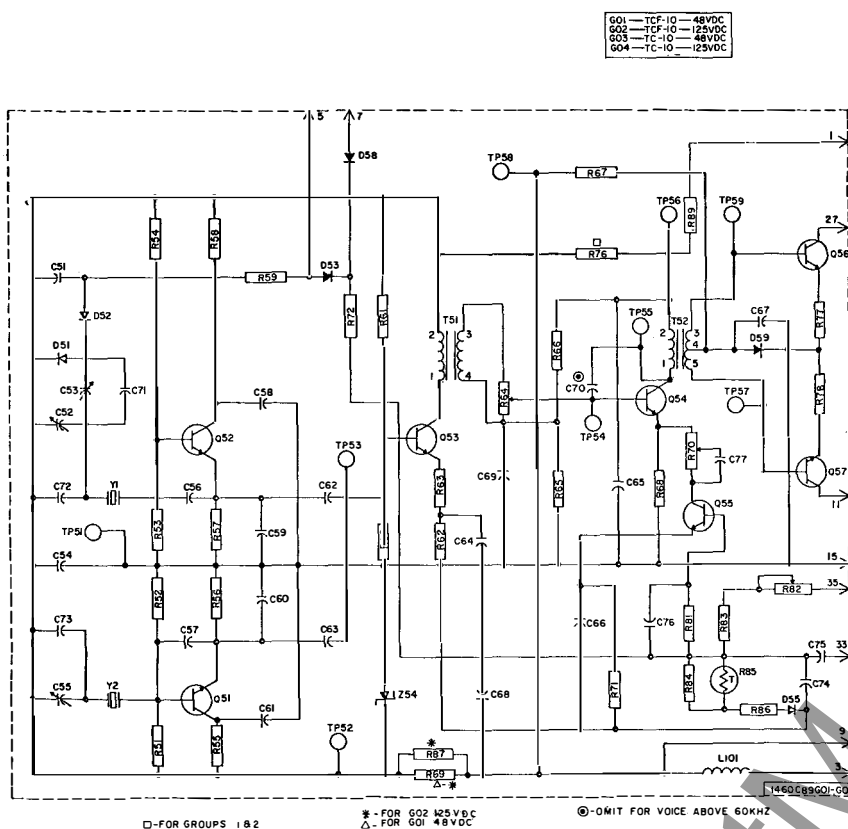 G01 — TCF-10 — 48VDC
G02 — TCF-10 — 125VDC
G03 — TC-10 — 48VDC
G04 — TC-10 — 125VDC
5 7 1
D58 TP58 R67
TP56 R89 TP59
27
R54 R58 R76 Q56
C51 R59 D53
D52 R72 R61 T51 TP55 T52 C67 R77
2 3 2 3
D51 R66 4 D59
C53 C71 C58 1 4 R64 C70 1 5
C52 Q54 TP57 R78
Q52 TP53 Q53 TP54
R70 C77
C72 Y1 C56 C62 R63 C69 R65 C65 R68 Q57
11
TP51 R53 R57 C59 R62 C64 Q55
C54 15
R52 R56 C60 R82 35
C73 C57 C63 C66 C76 R81 R83
C75 33
C55 Y2 Q51 Z54 C68 R71 R84 T R85 C74
C61 R86 D55
R51 R55 TP52 9
*
R87
R69 L101 3
△-*
1460C89G01-G0
□-FOR GROUPS 1&2
*-FOR G02 125VDC
△-FOR G01 48VDC
⦿-OMIT FOR VOICE ABOVE 60KHZ